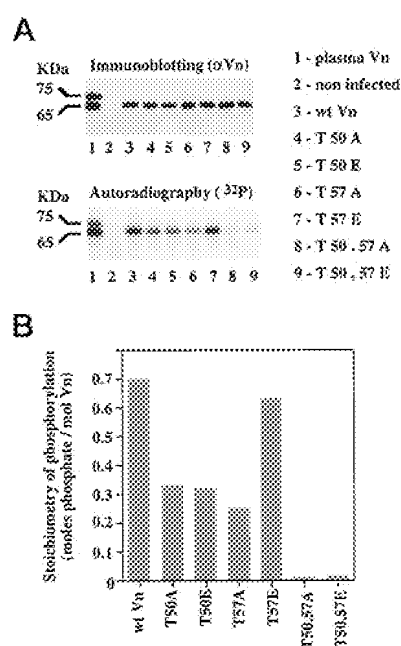 A
KDa Immunoblotting (αVn)
75
65
1 2 3 4 5 6 7 8 9
KDa Autoradiography (32P)
75
65
1 2 3 4 5 6 7 8 9
1 - plasma Vn
2 - non infected
3 - wt Vn
4 - T 50 A
5 - T 50 E
6 - T 57 A
7 - T 57 E
8 - T 50 , 57 A
9 - T 50 , 57 E
B
Stoichiometry of phosphorylation
(moles phosphate / mol Vn)
0.7
0.6
0.5
0.4
0.3
0.2
0.1
0
wt Vn
T50A
T50E
T57A
T57E
T50,57A
T50,57E